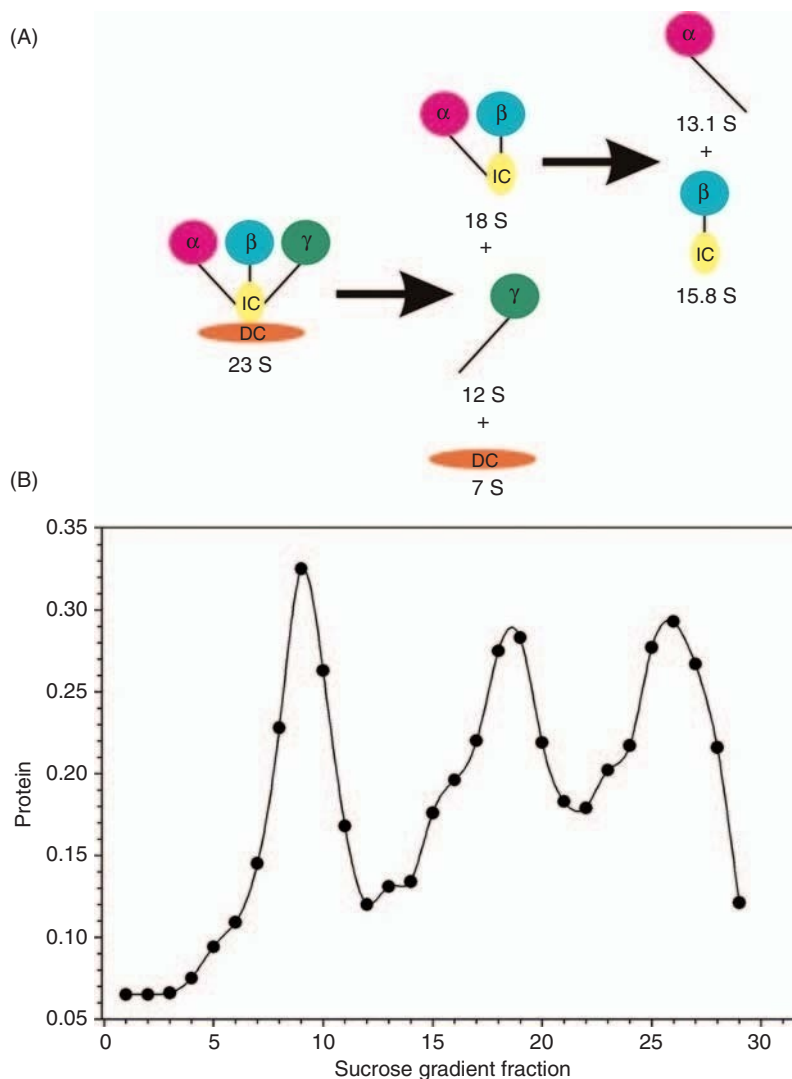 (A)
α
13.1 S
+
β
IC
15.8 S
α β
IC
18 S
+
γ
12 S
+
DC
7 S
α β γ
IC
DC
23 S
(B)
0.35
0.30
0.25
0.20
0.15
0.10
0.05
Protein
0 5 10 15 20 25 30
Sucrose gradient fraction